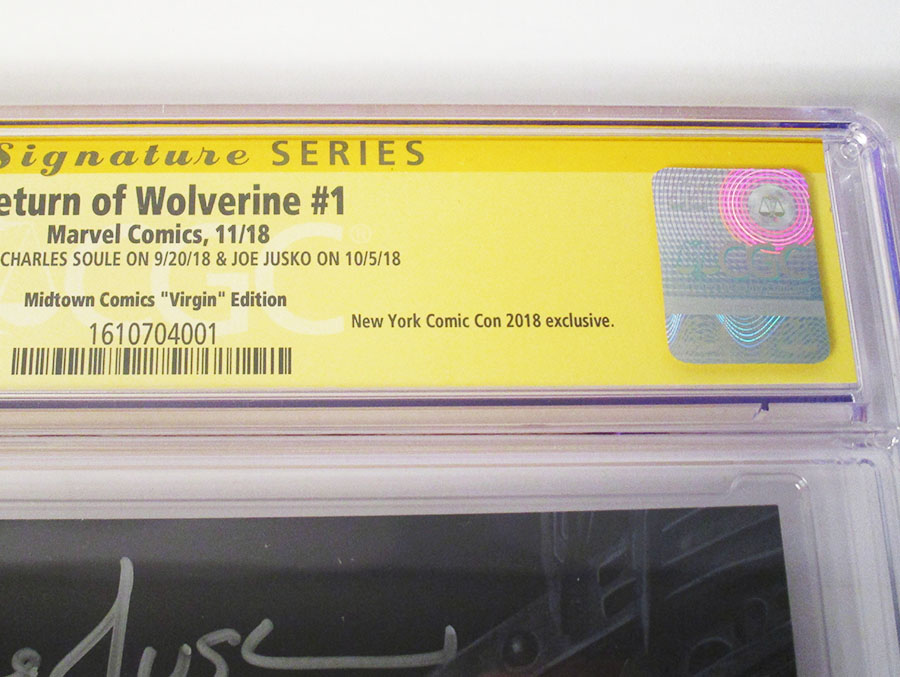 Signature SERIES
eturn of Wolverine #1
Marvel Comics, 11/18
CHARLES SOULE ON 9/20/18 & JOE JUSKO ON 10/5/18
Midtown Comics "Virgin" Edition
1610704001
New York Comic Con 2018 exclusive.
CGC
CGC